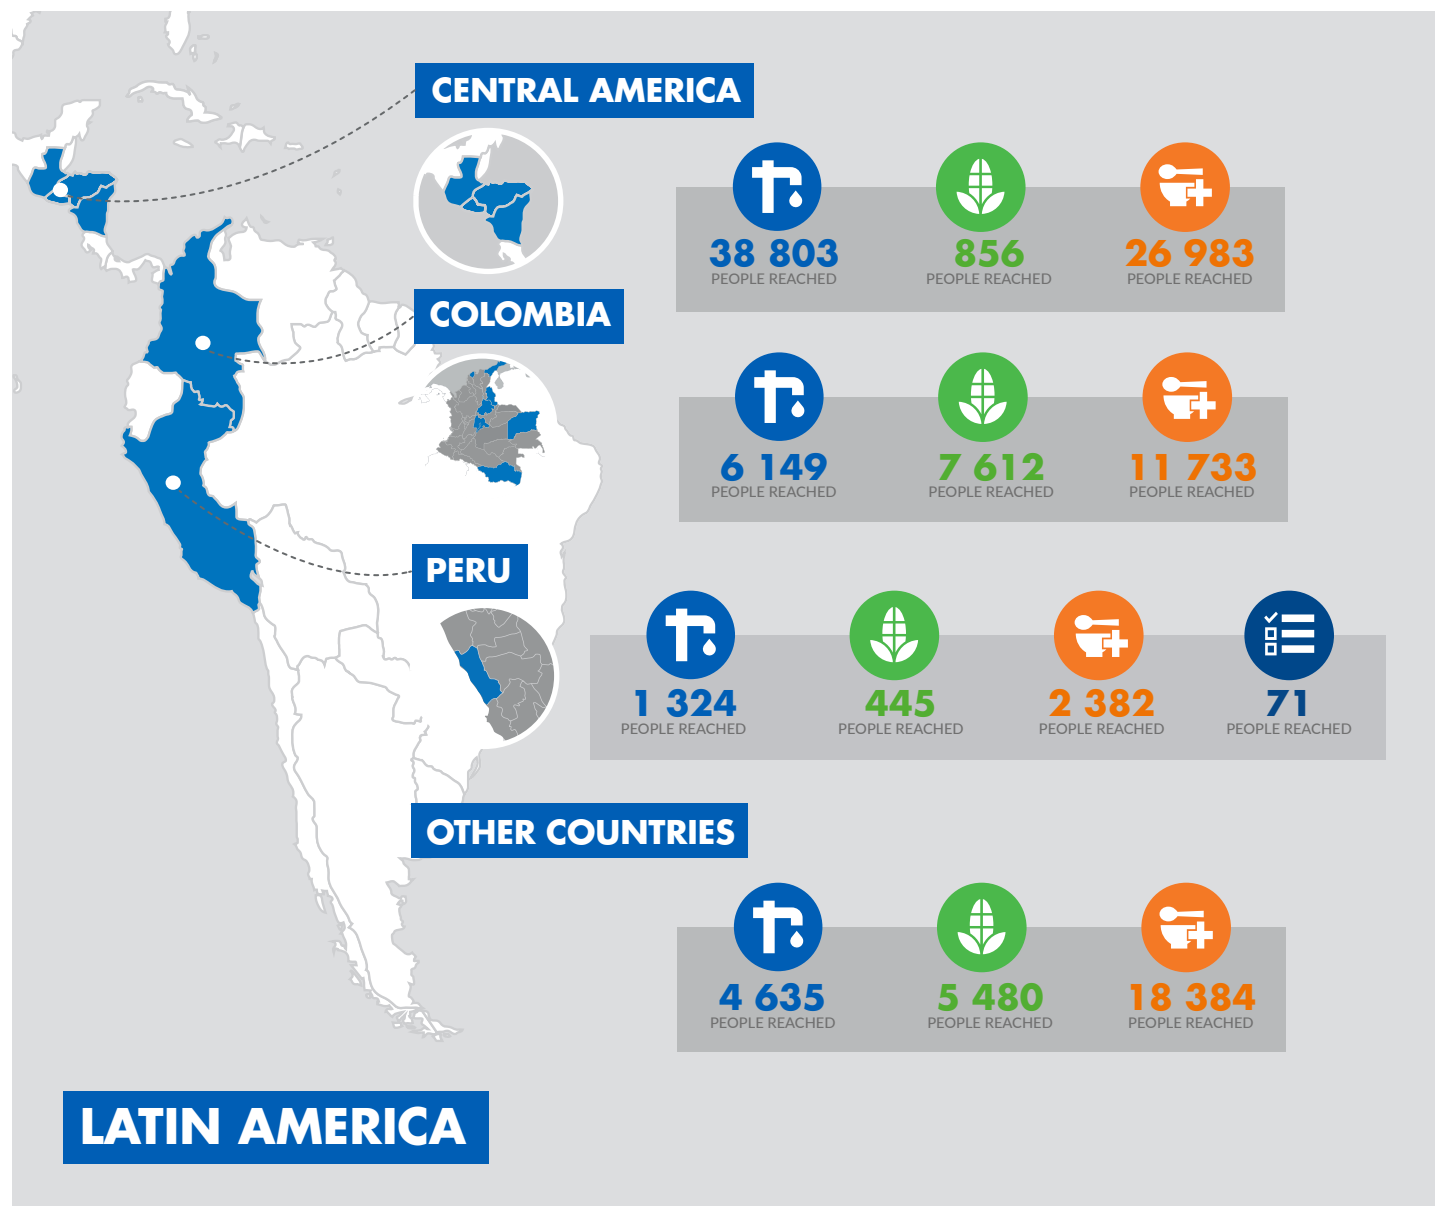 CENTRAL AMERICA
38 803
PEOPLE REACHED
856
PEOPLE REACHED
26 983
PEOPLE REACHED
COLOMBIA
6 149
PEOPLE REACHED
7 612
PEOPLE REACHED
11 733
PEOPLE REACHED
PERU
1 324
PEOPLE REACHED
445
PEOPLE REACHED
2 382
PEOPLE REACHED
71
PEOPLE REACHED
OTHER COUNTRIES
4 635
PEOPLE REACHED
5 480
PEOPLE REACHED
18 384
PEOPLE REACHED
LATIN AMERICA